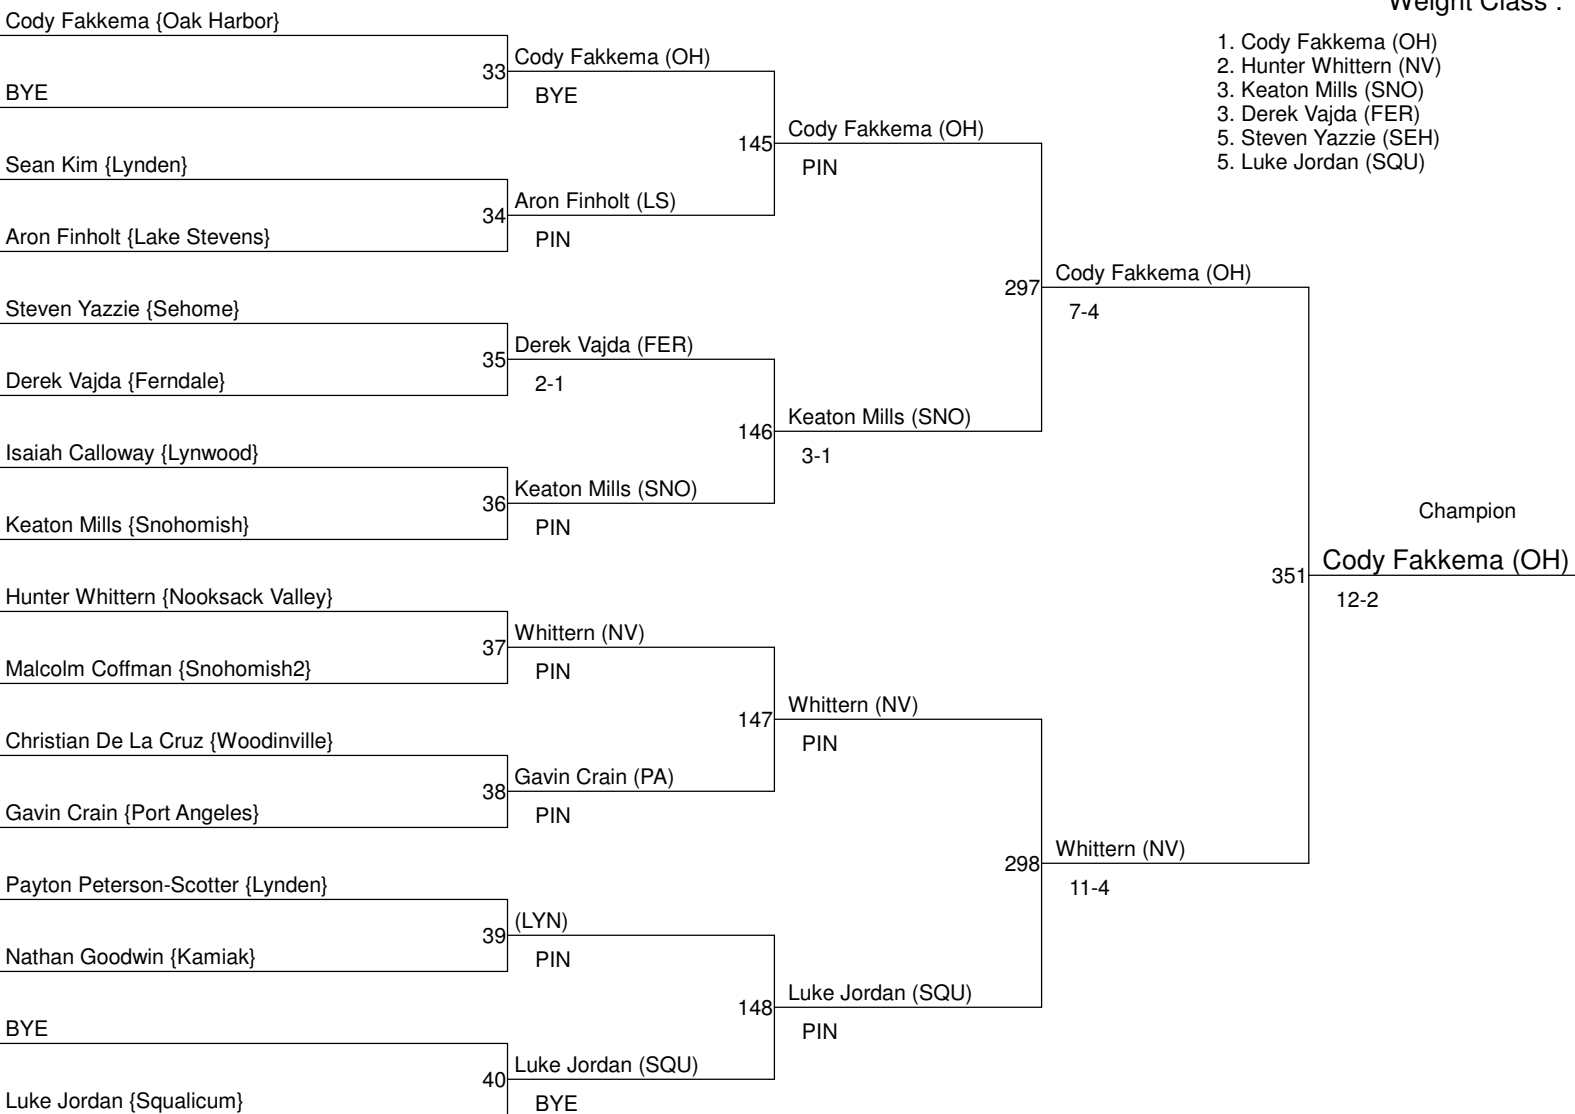 Weight Class :
1. Cody Fakkema (OH)
2. Hunter Whittern (NV)
3. Keaton Mills (SNO)
3. Derek Vajda (FER)
5. Steven Yazzie (SEH)
5. Luke Jordan (SQU)
Cody Fakkema {Oak Harbor}
BYE
Sean Kim {Lynden}
Aron Finholt {Lake Stevens}
Steven Yazzie {Sehome}
Derek Vajda {Ferndale}
Isaiah Calloway {Lynwood}
Keaton Mills {Snohomish}
Hunter Whittern {Nooksack Valley}
Malcolm Coffman {Snohomish2}
Christian De La Cruz {Woodinville}
Gavin Crain {Port Angeles}
Payton Peterson-Scotter {Lynden}
Nathan Goodwin {Kamiak}
BYE
Luke Jordan {Squalicum}
33
Cody Fakkema (OH)
BYE
34
Aron Finholt (LS)
PIN
35
Derek Vajda (FER)
2-1
36
Keaton Mills (SNO)
PIN
37
Whittern (NV)
PIN
38
Gavin Crain (PA)
PIN
39
(LYN)
PIN
40
Luke Jordan (SQU)
BYE
145
Cody Fakkema (OH)
PIN
146
Keaton Mills (SNO)
3-1
147
Whittern (NV)
PIN
148
Luke Jordan (SQU)
PIN
297
Cody Fakkema (OH)
7-4
298
Whittern (NV)
11-4
Champion
351
Cody Fakkema (OH)
12-2